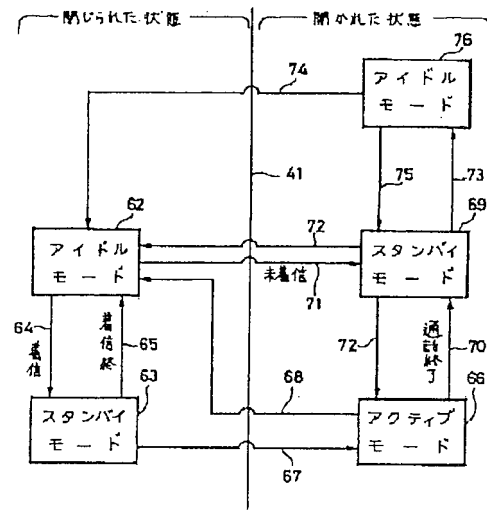 閉じられた状態
開かれた状態
76
74
アイドル
モード
41
75
73
62
69
アイドル
モード
72
71
未着信
スタンバイ
モード
64
着信
着信終
65
63
68
72
通話終了
70
66
スタンバイ
モード
67
アクティブ
モード